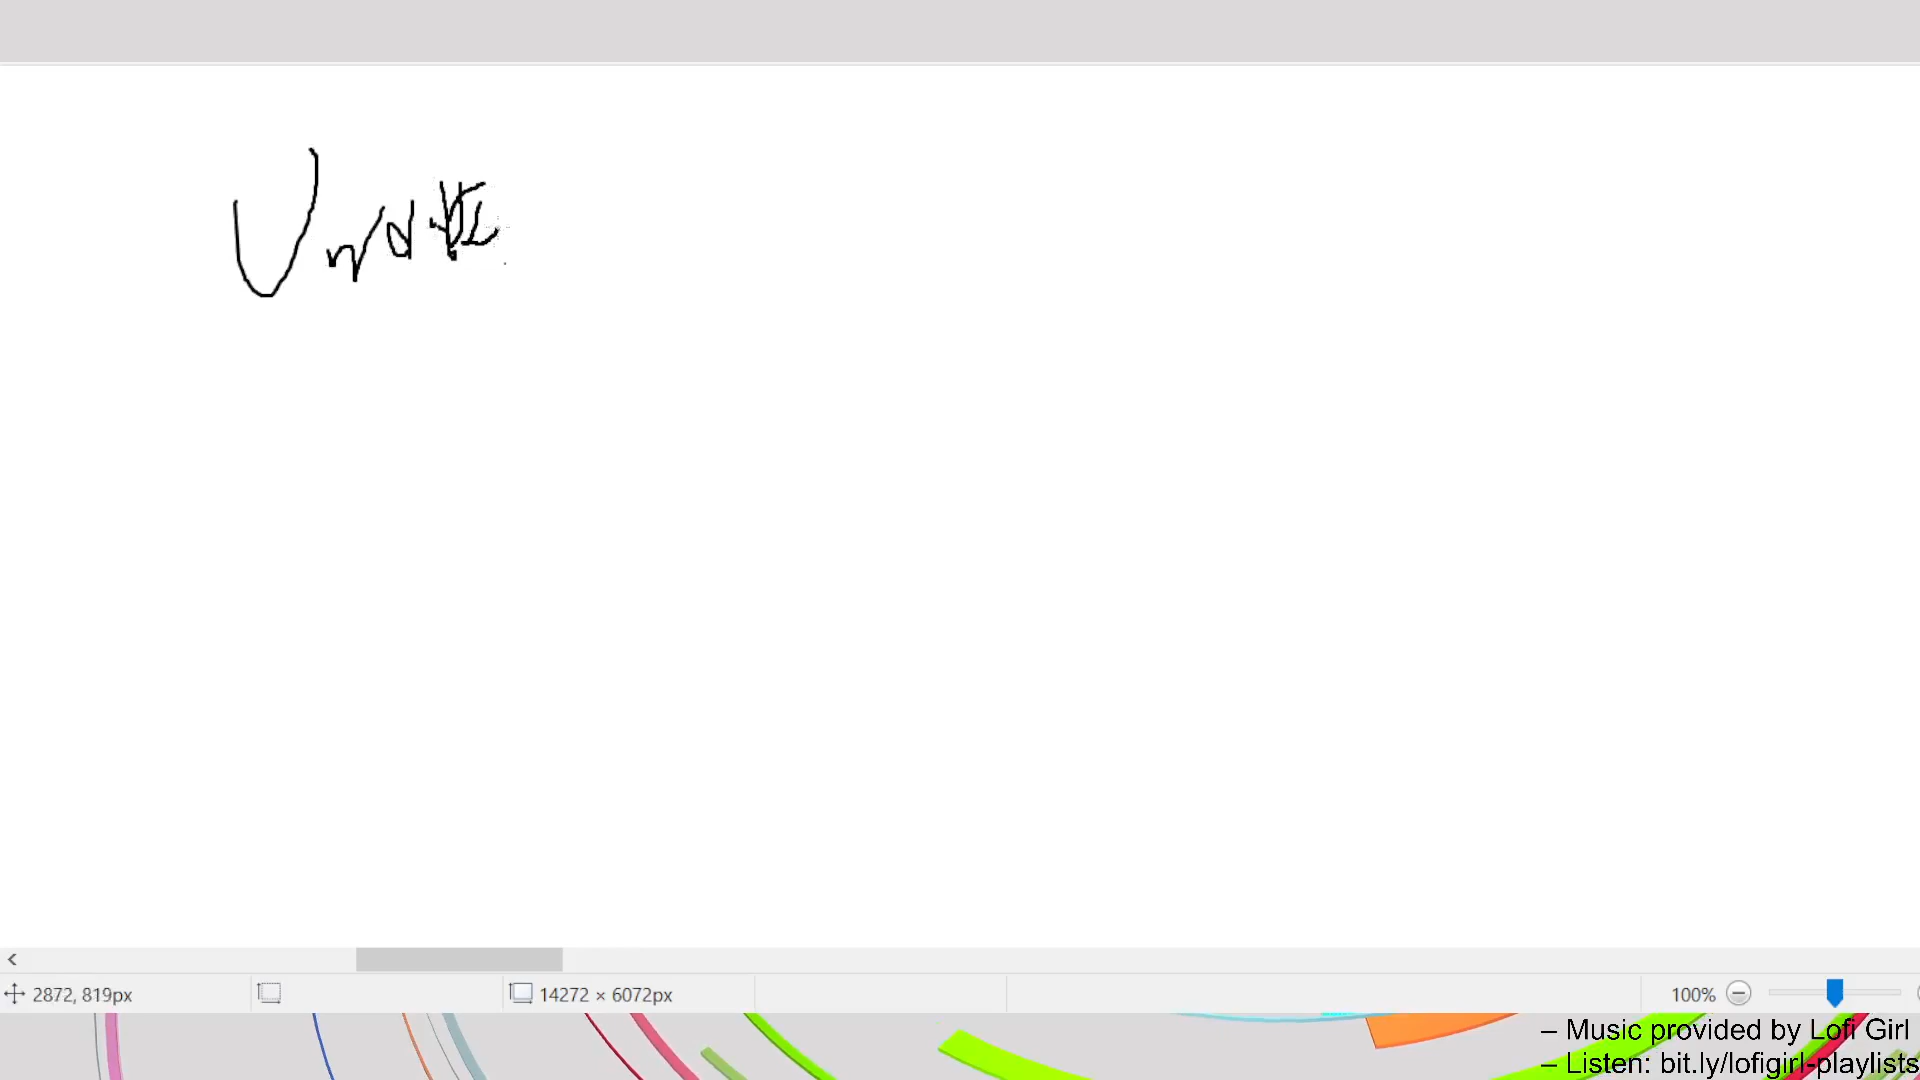 2872, 819px
14272 × 6072px
100%
– Music provided by Lofi Girl
– Listen: bit.ly/lofigirl-playlists